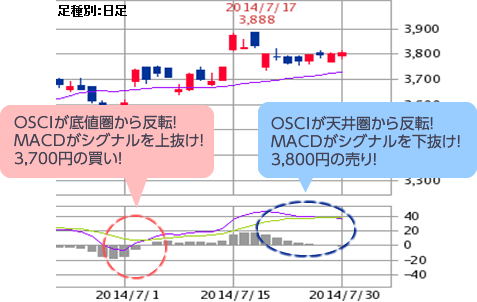 足種別:日足
2014/7/17
3,888
3,900
3,800
3,700
3,600
OSCIが底値圏から反転!
MACDがシグナルを上抜け!
3,700円の買い!
OSCIが天井圏から反転!
MACDがシグナルを下抜け!
3,800円の売り!
3,300
40
20
0
−20
−40
2014/7/1
2014/7/15
2014/7/30